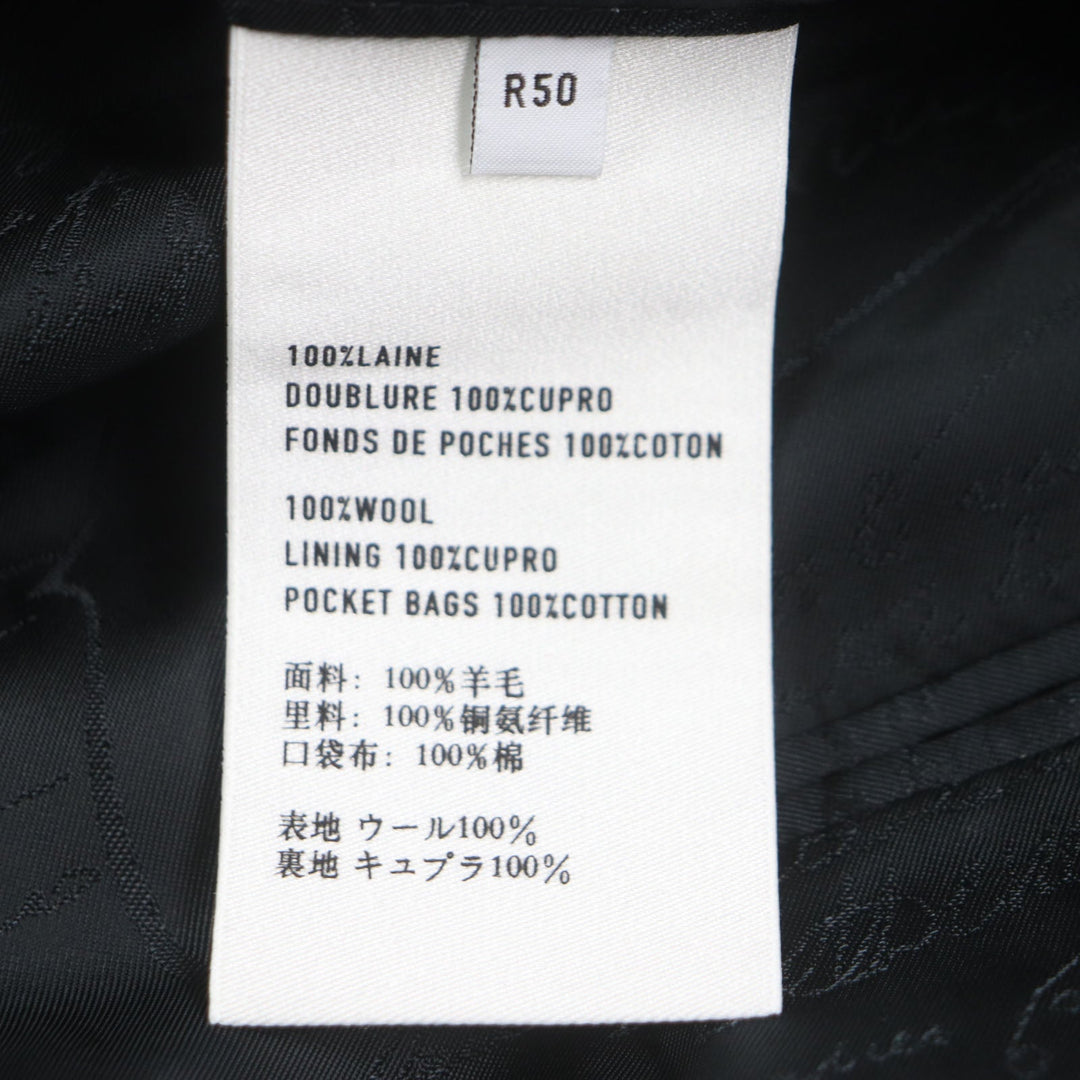 R50
100%LAINE
DOUBLURE 100%CUPRO
FONDS DE POCHES 100%COTON
100%WOOL
LINING 100%CUPRO
POCKET BAGS 100%COTTON
面料: 100%羊毛
里料: 100%铜氨纤维
口袋布: 100%棉
表地 ウール100%
裏地 キュプラ100%